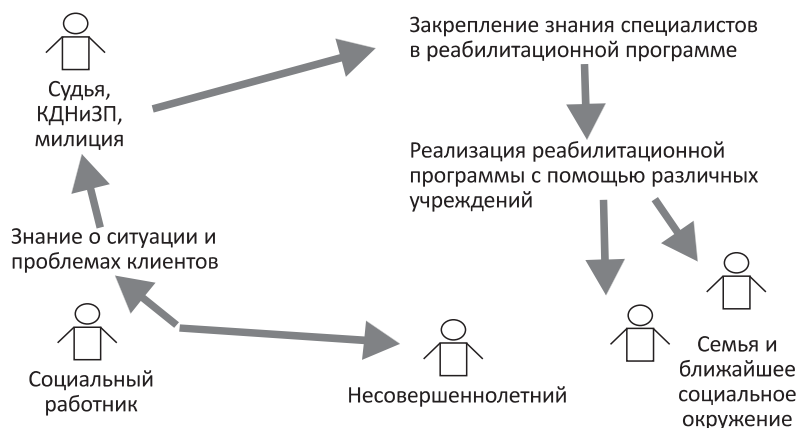 Судья,
КДНиЗП,
милиция
Закрепление знания специалистов
в реабилитационной программе
Реализация реабилитационной
программы с помощью различных
учреждений
Знание о ситуации и
проблемах клиентов
Социальный
работник
Несовершеннолетний
Семья и
ближайшее
социальное
окружение